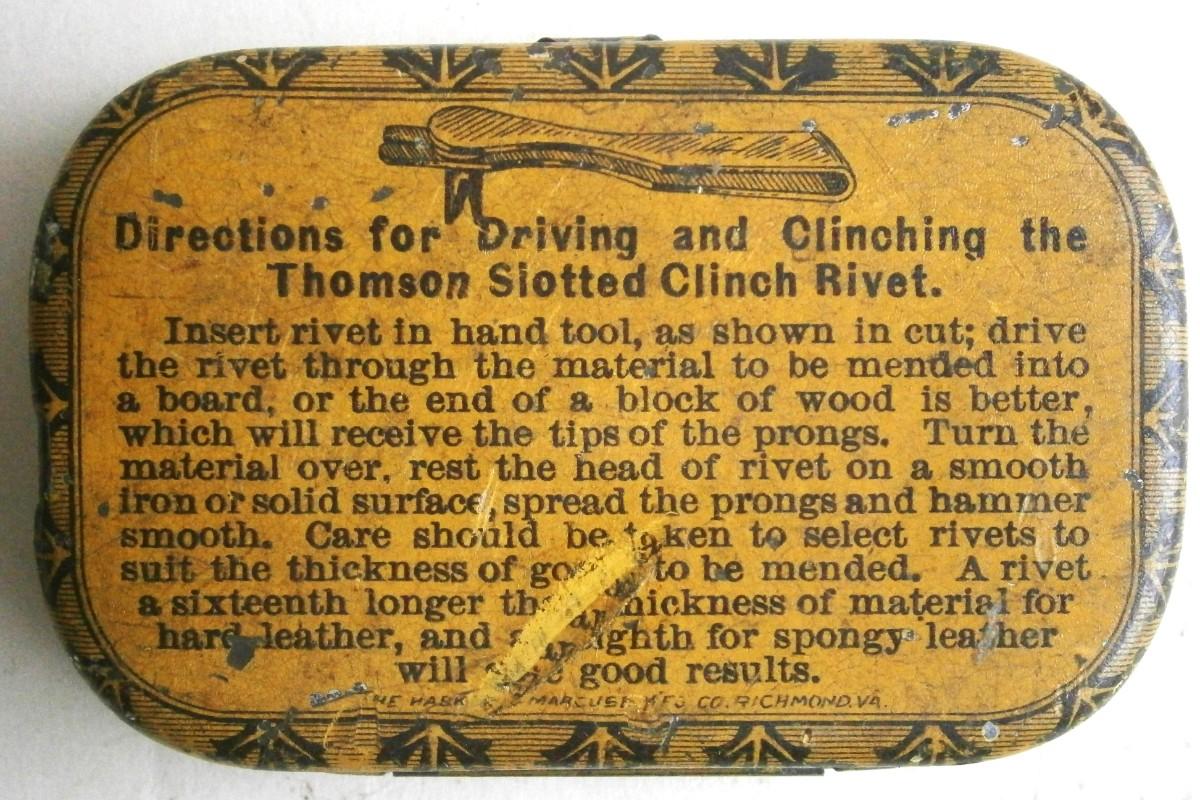 Directions for Driving and Clinching the
Thomson Slotted Clinch Rivet.
Insert rivet in hand tool, as shown in cut; drive
the rivet through the material to be mended into
a board, or the end of a block of wood is better,
which will receive the tips of the prongs. Turn the
material over, rest the head of rivet on a smooth
iron or solid surface, spread the prongs and hammer
smooth. Care should be taken to select rivets to
suit the thickness of to be mended. A rivet
a sixteenth longer thickness of material for
hard leather, and for spongy leather
will good results.
MARCUSE MFG CO. RICHMOND, VA.